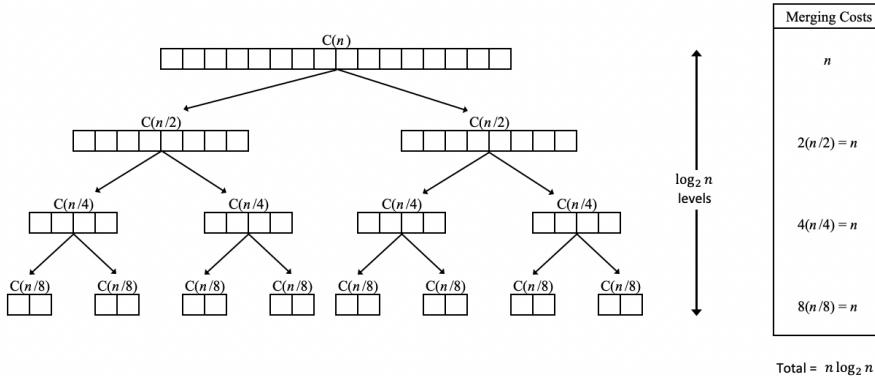 C(n)
C(n/2) C(n/2)
C(n/4) C(n/4) C(n/4) C(n/4)
C(n/8) C(n/8) C(n/8) C(n/8) C(n/8) C(n/8) C(n/8) C(n/8)
log₂ n
levels
Merging Costs
n
2(n/2) = n
4(n/4) = n
8(n/8) = n
Total = n log₂ n